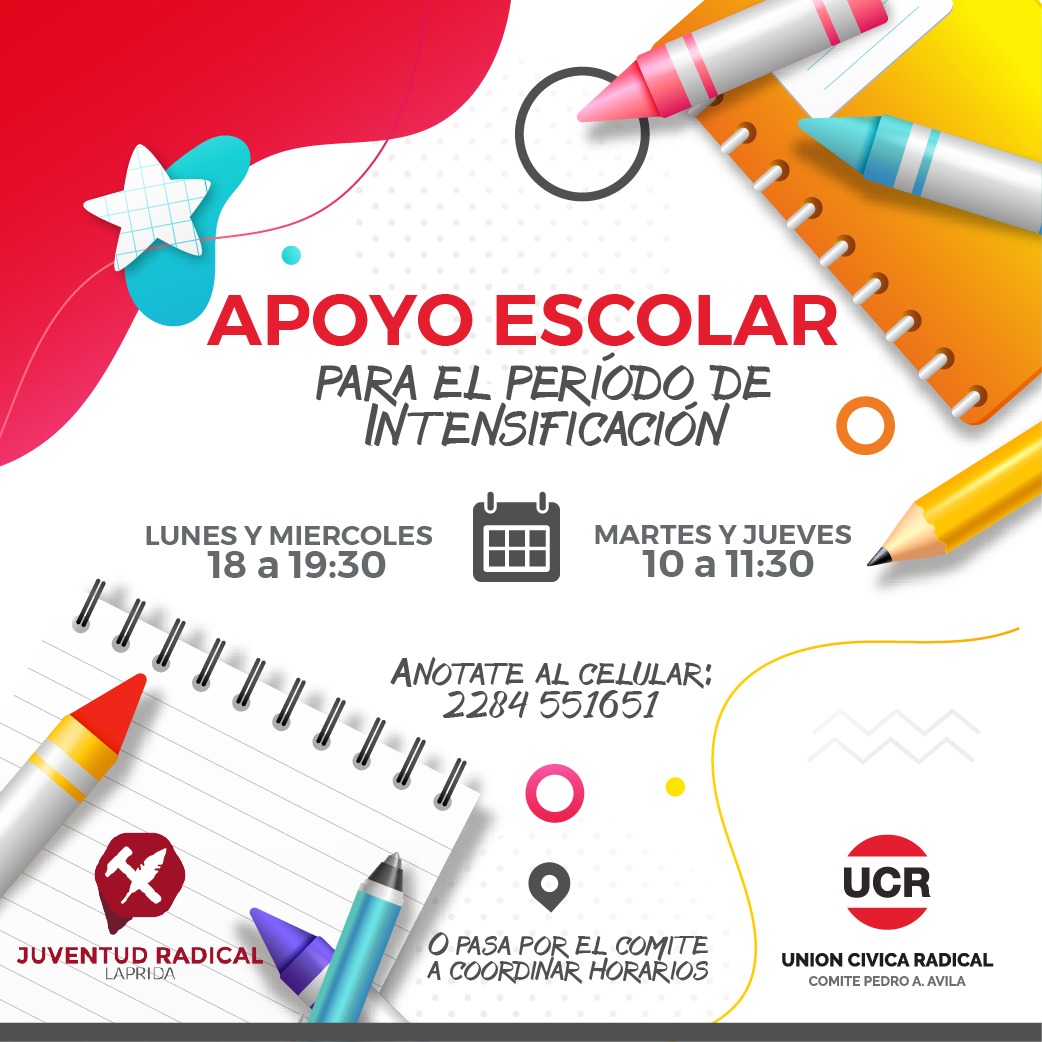 APOYO ESCOLAR
PARA EL PERÍODO DE
INTENSIFICACIÓN
LUNES Y MIERCOLES
18 a 19:30
MARTES Y JUEVES
10 a 11:30
ANOTATE AL CELULAR:
2284 551651
O PASA POR EL COMITE
A COORDINAR HORARIOS
JUVENTUD RADICAL
LAPRIDA
UCR
UNION CIVICA RADICAL
COMITE PEDRO A. AVILA